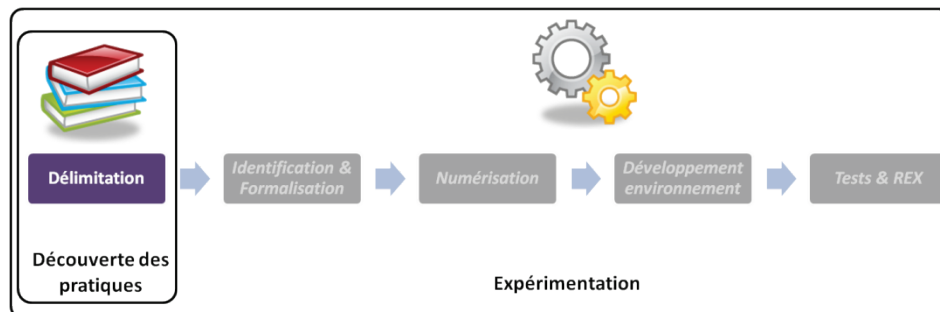 Délimitation
Identification &
Formalisation
Numérisation
Développement
environnement
Tests & REX
Découverte des
pratiques
Expérimentation